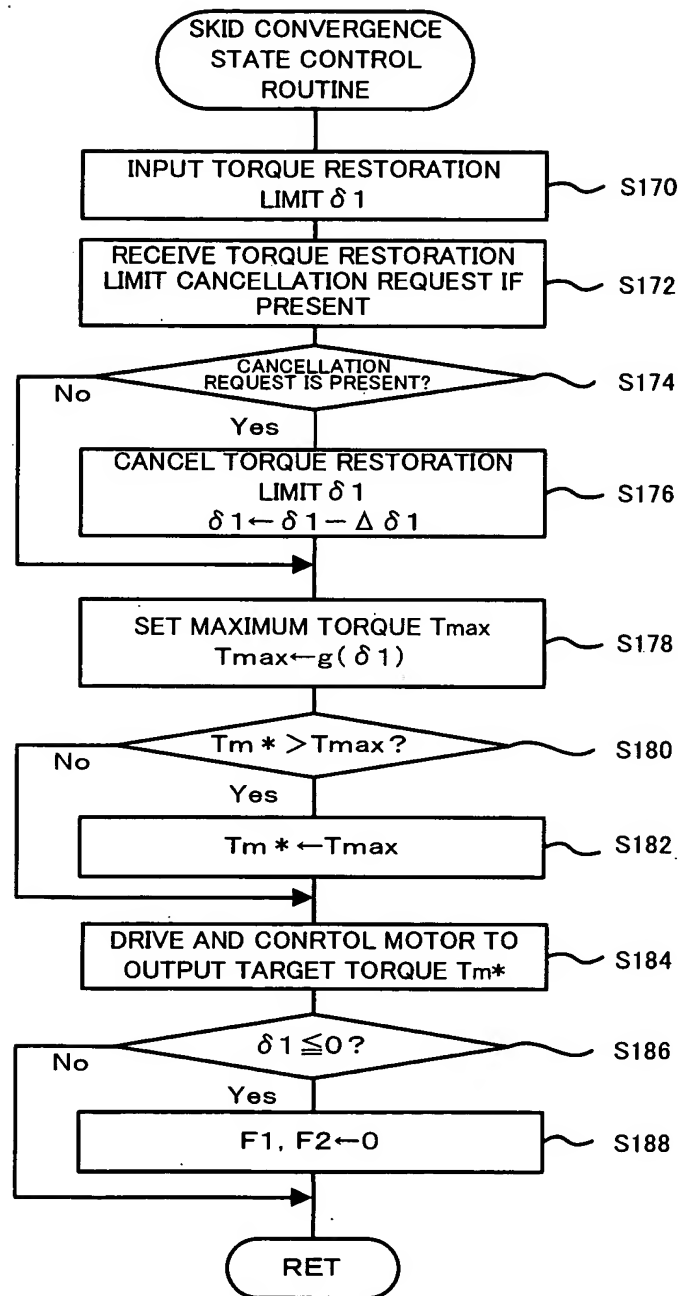 SKID CONVERGENCE
STATE CONTROL
ROUTINE
INPUT TORQUE RESTORATION
LIMIT δ1
S170
RECEIVE TORQUE RESTORATION
LIMIT CANCELLATION REQUEST IF
PRESENT
S172
CANCELLATION
REQUEST IS PRESENT?
S174
No
Yes
CANCEL TORQUE RESTORATION
LIMIT δ1
δ1←δ1－Δδ1
S176
SET MAXIMUM TORQUE Tmax
Tmax←g(δ1)
S178
Tm*＞Tmax?
S180
No
Yes
Tm*←Tmax
S182
DRIVE AND CONRTOL MOTOR TO
OUTPUT TARGET TORQUE Tm*
S184
δ1≦0?
S186
No
Yes
F1, F2←0
S188
RET